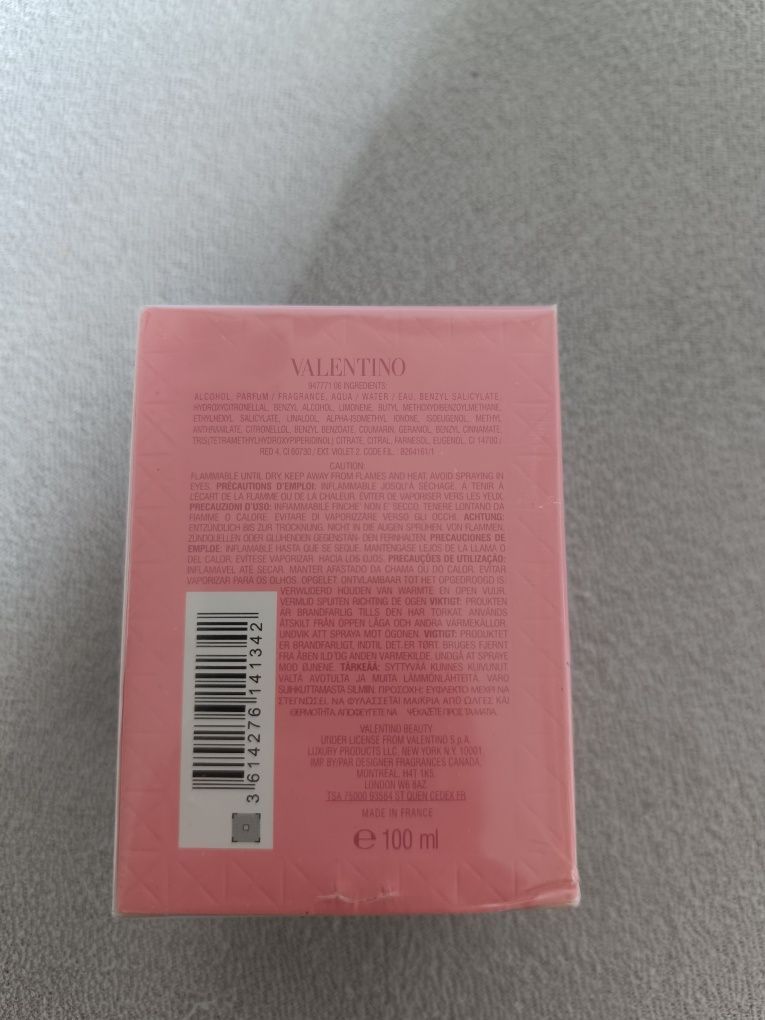 VALENTINO
947771 06 INGREDIENTS:
ALCOHOL, PARFUM / FRAGRANCE, AQUA / WATER / EAU, BENZYL SALICYLATE,
HYDROXYCITRONELLAL, BENZYL ALCOHOL, LIMONENE, BUTYL METHOXYDIBENZOYLMETHANE,
ETHYLHEXYL SALICYLATE, LINALOOL, ALPHA-ISOMETHYL IONONE, ISOEUGENOL, METHYL
ANTHRANILATE, CITRONELLOL, BENZYL BENZOATE, COUMARIN, GERANIOL, BENZYL CINNAMATE,
TRIS(TETRAMETHYLHYDROXYPIPERIDINOL) CITRATE, CITRAL, FARNESOL, EUGENOL, CI 14700 /
RED 4, CI 60730 / EXT. VIOLET 2. CODE F.I.L. : B264161/1
CAUTION:
FLAMMABLE UNTIL DRY, KEEP AWAY FROM FLAMES AND HEAT. AVOID SPRAYING IN
EYES. PRÉCAUTIONS D'EMPLOI: INFLAMMABLE JOSQU'A SÉCHAGE, À TENIR À
L'ÉCART DE LA FLAMME OU DE LA CHALEUR. ÉVITER DE VAPORISER VERS LES YEUX.
PRECAUZIONI D'USO: INFIAMMABILE FINCHE' NON E' SECCO. TENERE LONTANO DA
FIAMME O CALORE. EVITARE DI VAPORIZZARE VERSO GLI OCCHI. ACHTUNG:
ENTZÜNDLICH BIS ZUR TROCKNUNG. NICHT IN DIE AUGEN SPRÜHEN. VON FLAMMEN,
ZÜNDQUELLEN ODER GLÜHENDEN GEGENSTAN- DEN FERNHALTEN. PRECAUCIONES DE
EMPLOE: INFLAMABLE HASTA QUE SE SEQUE. MANTÉNGASE LEJOS DE LA LLAMA O
DEL CALOR. EVÍTESE VAPORIZAR HACIA LOS OJOS. PRECAUÇÕES DE UTILIZAÇÃO:
INFLAMÁVEL ATÉ SECAR. MANTER AFASTADO DA CHAMA OU DO CALOR. EVITAR
VAPORIZAR PARA OS OLHOS. OPGELET: ONTVLAMBAAR TOT HET OPGEDROOGD IS.
VERWIJDERD HOUDEN VAN WARMTE EN OPEN VUUR.
VERMIJD SPUITEN RICHTING DE OGEN VIKTIGT: PRODUKTEN
ÄR BRANDFARLIG TILLS DEN HAR TORKAT. ANVÄNDS
ÅTSKILT FRÅN ÖPPEN LÅGA OCH ANDRA VÄRMEKÄLLOR.
UNDVIK ATT SPRAYA MOT ÖGONEN. VIGTIGT: PRODUKTET
ER BRANDFARLIGT, INDTIL DET ER TØRT. BRUGES FJERNT
FRA ÅBEN ILD OG ANDEN VARMEKILDE. UNDGÅ AT SPRAYE
MOD ØJNENE. TÄRKEÄÄ: SYTTYVÄÄ KUNNES KUIVUNUT.
VÄLTÄ AVOTULTA JA MUITA LÄMMÖNLÄHTEITÄ. VARO
SUIHKUTTAMASTA SILMIIN. ΠΡΟΣΟΧΗ: ΕΥΦΛΕΚΤΟ ΜΕΧΡΙ ΝΑ
ΣΤΕΓΝΩΣΕΙ. ΝΑ ΦΥΛΑΣΣΕΤΑΙ ΜΑΚΡΙΑ ΑΠΟ ΦΛΟΓΕΣ ΚΑΙ
ΘΕΡΜΟΤΗΤΑ. ΑΠΟΦΕΥΓΕΤΕ ΝΑ ΨΕΚΑΖΕΤΕ ΠΡΟΣ ΤΑ ΜΑΤΙΑ.
VALENTINO BEAUTY
UNDER LICENSE FROM VALENTINO S.p.A.
LUXURY PRODUCTS LLC, NEW YORK N.Y. 10001.
IMP. BY/PAR DESIGNER FRAGRANCES CANADA,
MONTRÉAL, H4T 1K5.
LONDON W6 8AZ.
TSA 75000 93584 ST OUEN CEDEX FR
MADE IN FRANCE
e 100 ml
3 614276 141342